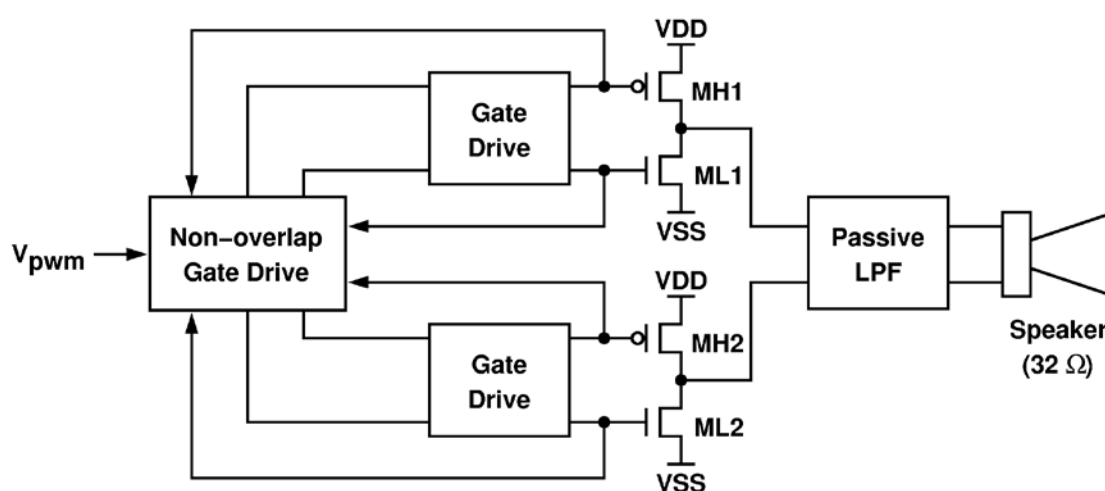 VDD
MH1
Gate
Drive
ML1
VSS
Non-overlap
Gate Drive
Vpwm
Passive
LPF
VDD
MH2
Gate
Drive
ML2
VSS
Speaker
(32 Ω)